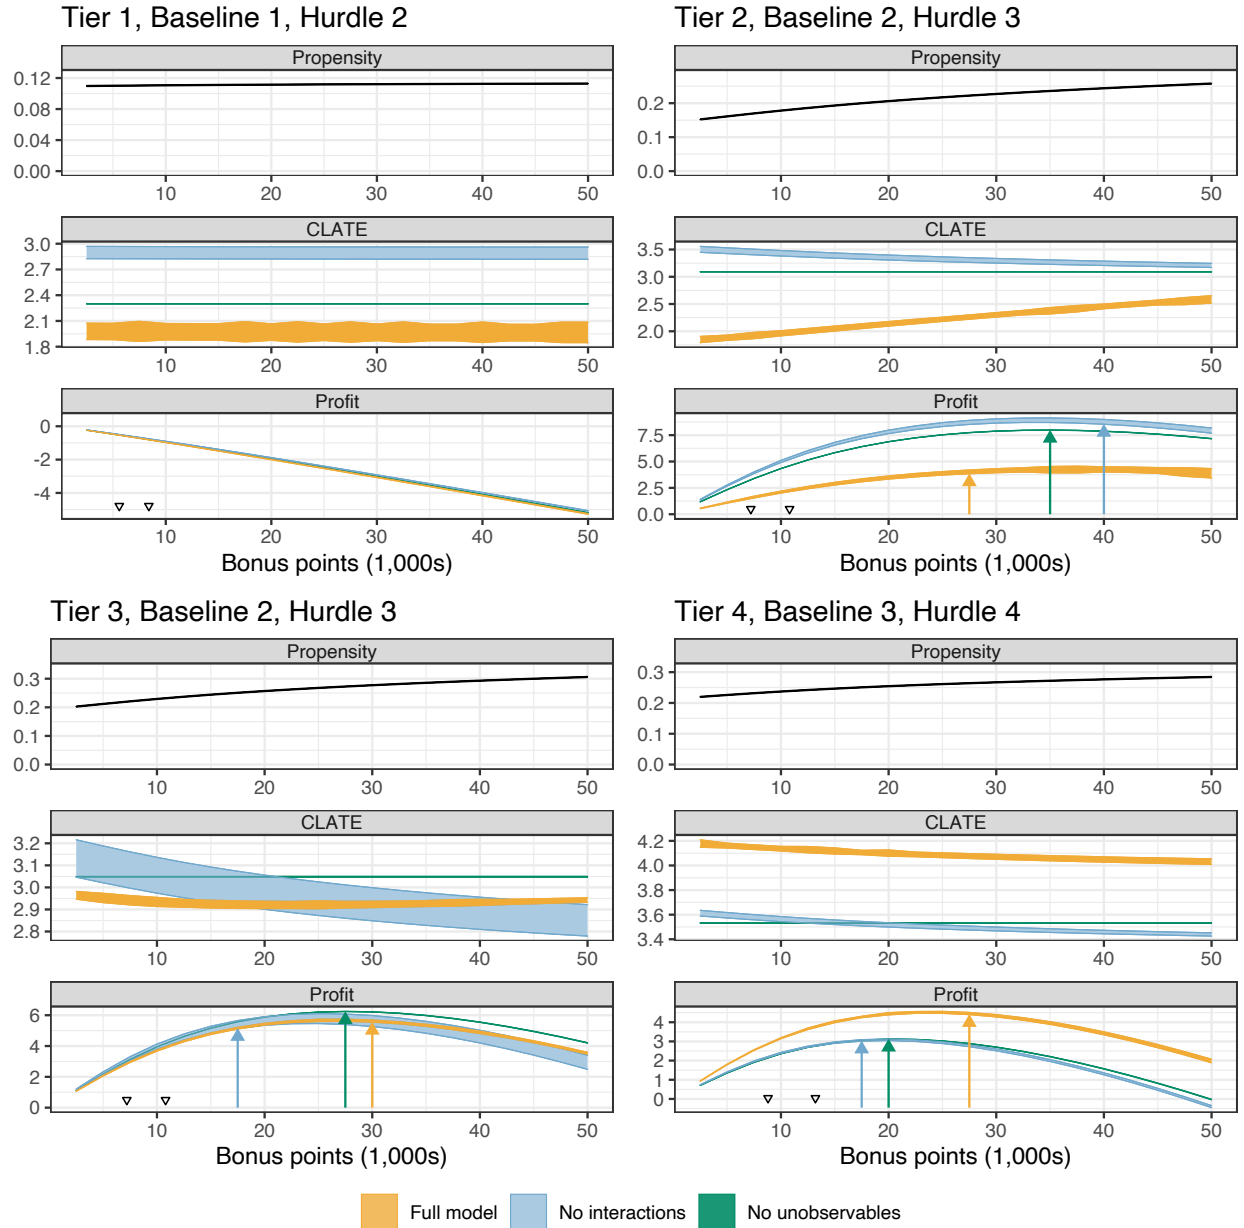 Tier 1, Baseline 1, Hurdle 2
Propensity
0.12
0.08
0.04
0.00
10 20 30 40 50
CLATE
3.0
2.7
2.4
2.1
1.8
10 20 30 40 50
Profit
0
-2
-4
10 20 30 40 50
Bonus points (1,000s)
Tier 2, Baseline 2, Hurdle 3
Propensity
0.2
0.1
0.0
10 20 30 40 50
CLATE
3.5
3.0
2.5
2.0
10 20 30 40 50
Profit
7.5
5.0
2.5
0.0
10 20 30 40 50
Bonus points (1,000s)
Tier 3, Baseline 2, Hurdle 3
Propensity
0.3
0.2
0.1
0.0
10 20 30 40 50
CLATE
3.2
3.1
3.0
2.9
2.8
10 20 30 40 50
Profit
6
4
2
0
10 20 30 40 50
Bonus points (1,000s)
Tier 4, Baseline 3, Hurdle 4
Propensity
0.3
0.2
0.1
0.0
10 20 30 40 50
CLATE
4.2
4.0
3.8
3.6
3.4
10 20 30 40 50
Profit
4
3
2
1
0
10 20 30 40 50
Bonus points (1,000s)
Full model No interactions No unobservables